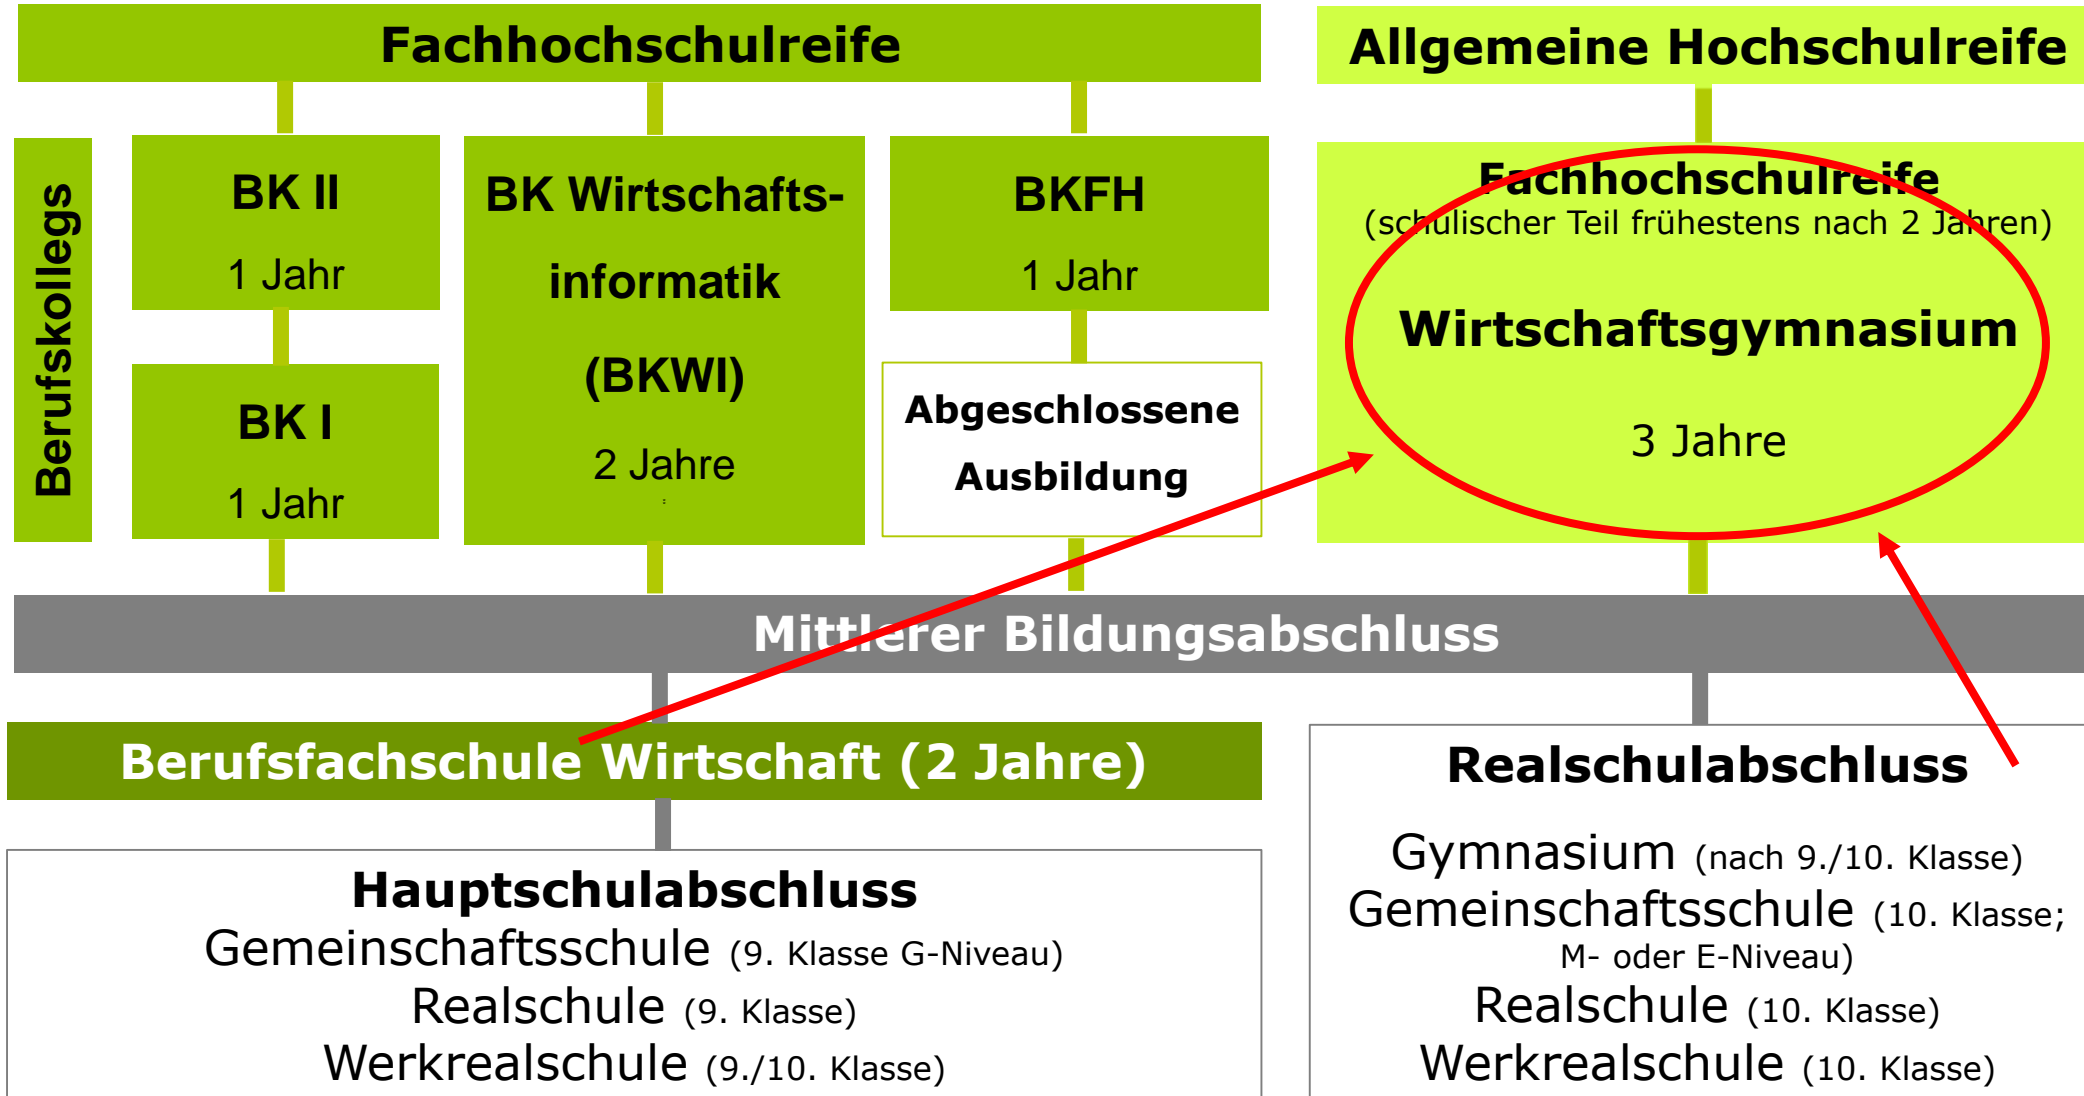 Fachhochschulreife
Allgemeine Hochschulreife
Berufskollegs
BK II
1 Jahr
BK I
1 Jahr
BK Wirtschafts-
informatik
(BKWI)
2 Jahre
:
BKFH
1 Jahr
Abgeschlossene
Ausbildung
Fachhochschulreife
(schulischer Teil frühestens nach 2 Jahren)
Wirtschaftsgymnasium
3 Jahre
Mittlerer Bildungsabschluss
Berufsfachschule Wirtschaft (2 Jahre)
Hauptschulabschluss
Gemeinschaftsschule (9. Klasse G-Niveau)
Realschule (9. Klasse)
Werkrealschule (9./10. Klasse)
Realschulabschluss
Gymnasium (nach 9./10. Klasse)
Gemeinschaftsschule (10. Klasse;
M- oder E-Niveau)
Realschule (10. Klasse)
Werkrealschule (10. Klasse)